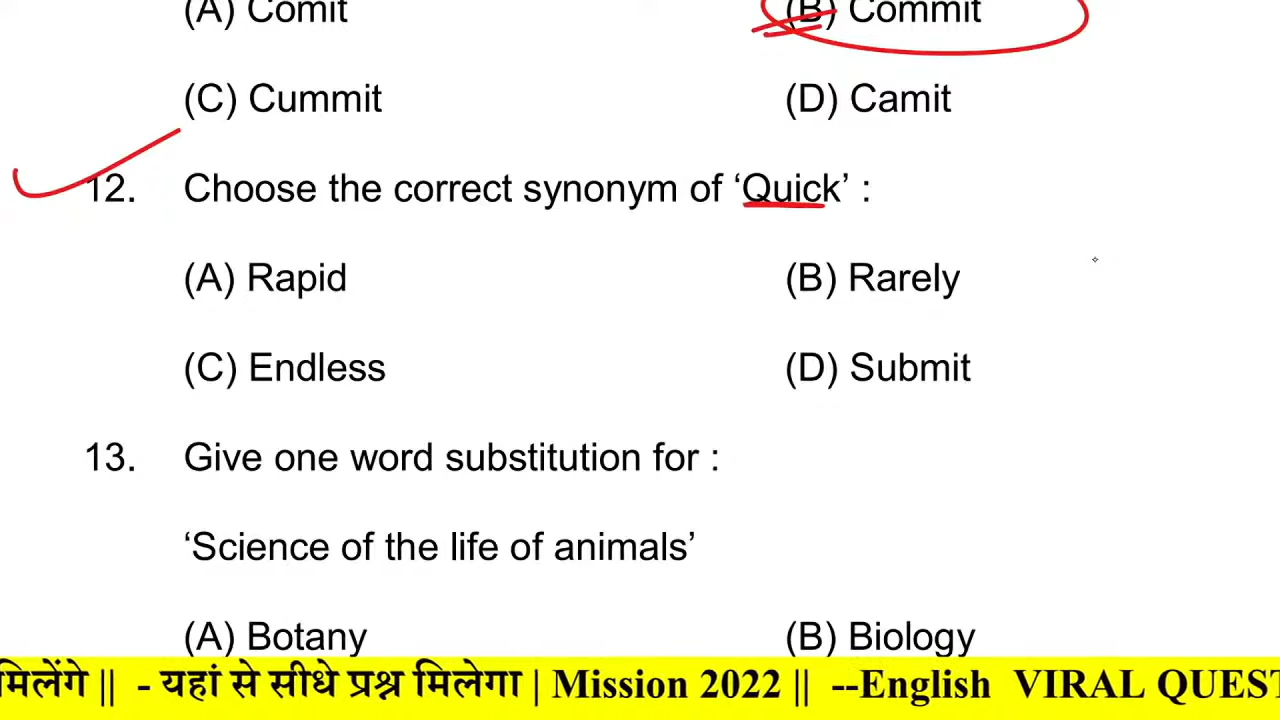 (A) Comit (B) Commit
(C) Cummit (D) Camit
12. Choose the correct synonym of ‘Quick’ :
(A) Rapid (B) Rarely
(C) Endless (D) Submit
13. Give one word substitution for :
‘Science of the life of animals’
(A) Botany (B) Biology
मिलेंगे || - यहां से सीधे प्रश्न मिलेगा | Mission 2022 || --English VIRAL QUEST